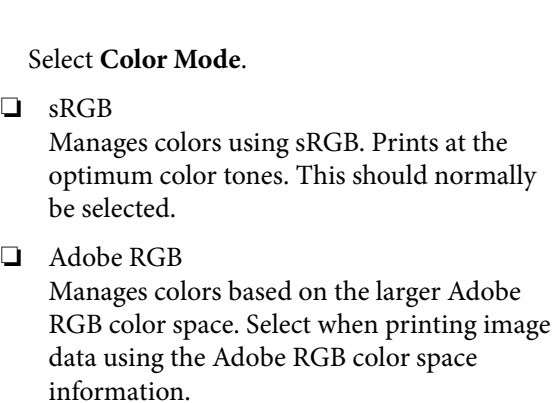 Select Color Mode.
❏ sRGB
Manages colors using sRGB. Prints at the
optimum color tones. This should normally
be selected.
❏ Adobe RGB
Manages colors based on the larger Adobe
RGB color space. Select when printing image
data using the Adobe RGB color space
information.